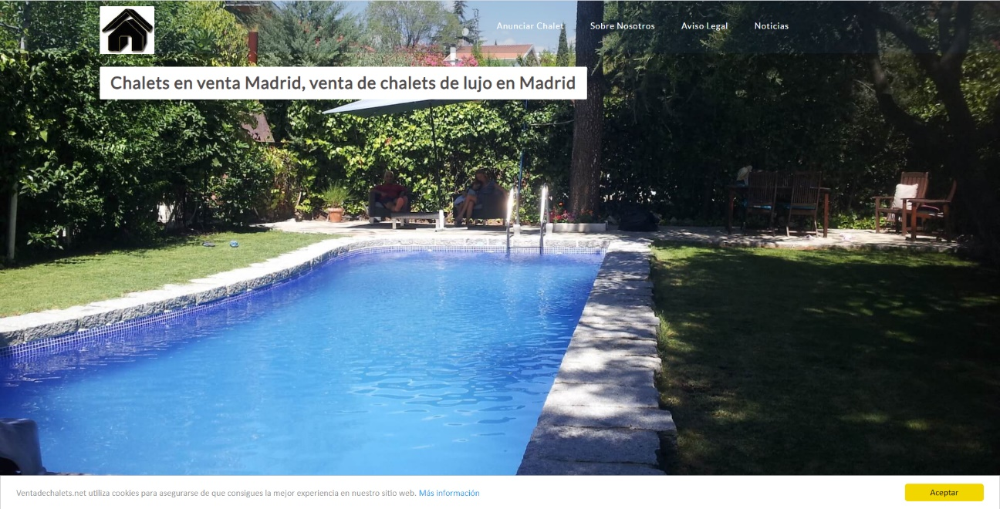 Anunciar Chalet Sobre Nosotros Aviso Legal Noticias
Chalets en venta Madrid, venta de chalets de lujo en Madrid
Ventadechalets.net utiliza cookies para asegurarse de que consigues la mejor experiencia en nuestro sitio web. Más información
Aceptar